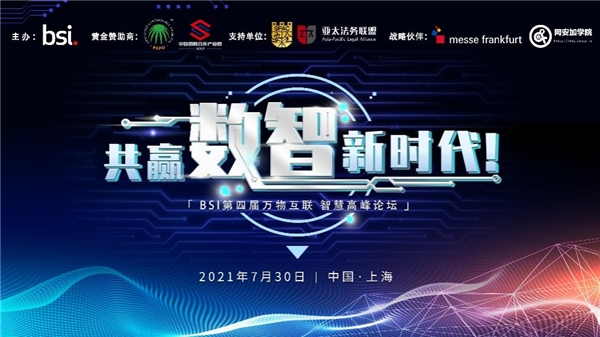 主办： bsi. 黄金赞助商： 支持单位： 亚太法务联盟 Asia-Pacific Legal Alliance 战略伙伴： messe frankfurt 网安加学院
共赢数智新时代!
「 BSI第四届万物互联 智慧高峰论坛 」
2021年7月30日 | 中国·上海